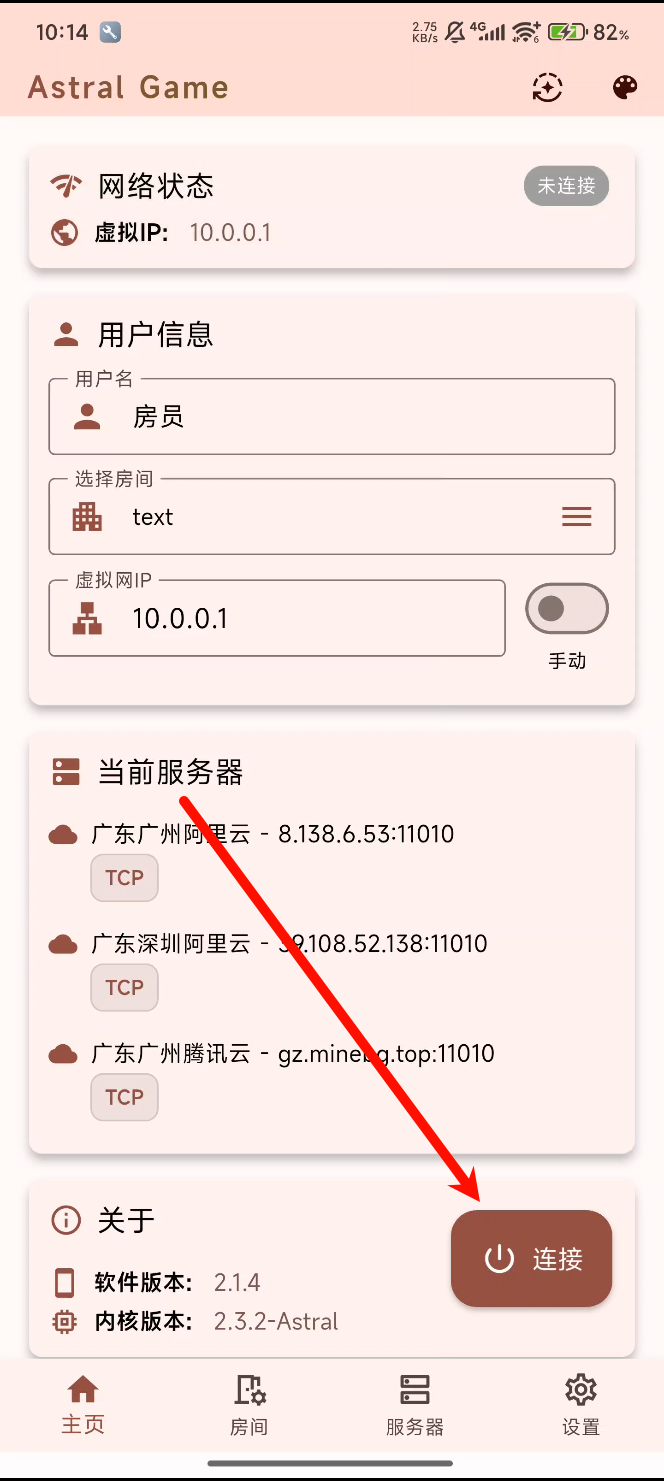 10:14 2.75 KB/s 4G 6 82%
Astral Game
网络状态 未连接
虚拟IP: 10.0.0.1
用户信息
用户名
房员
选择房间
text
虚拟网IP
10.0.0.1
手动
当前服务器
广东广州阿里云 - 8.138.6.53:11010
TCP
广东深圳阿里云 - 39.108.52.138:11010
TCP
广东广州腾讯云 - gz.minebg.top:11010
TCP
关于
连接
软件版本: 2.1.4
内核版本: 2.3.2-Astral
主页 房间 服务器 设置